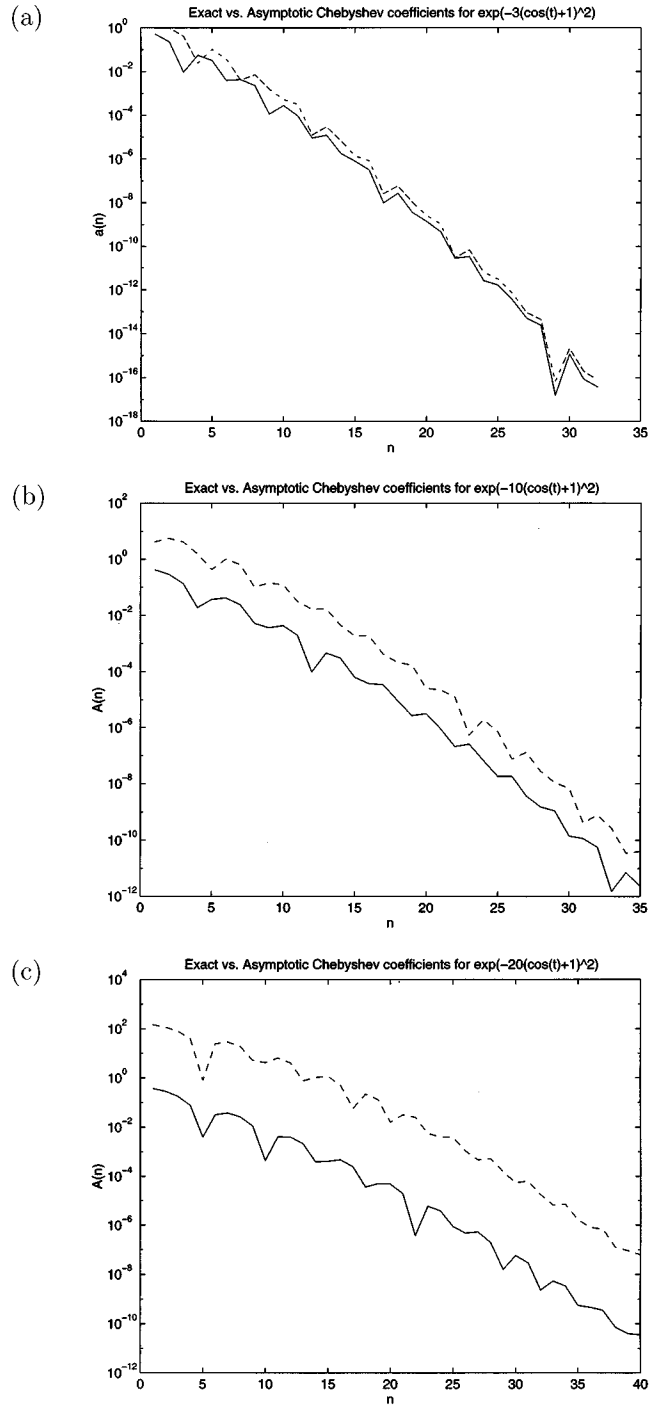 (a)
Exact vs. Asymptotic Chebyshev coefficients for exp(-3(cos(t)+1)^2)
10^0
10^-2
10^-4
10^-6
10^-8
10^-10
10^-12
10^-14
10^-16
10^-18
a(n)
0 5 10 15 20 25 30 35
n
(b)
Exact vs. Asymptotic Chebyshev coefficients for exp(-10(cos(t)+1)^2)
10^2
10^0
10^-2
10^-4
10^-6
10^-8
10^-10
10^-12
A(n)
0 5 10 15 20 25 30 35
n
(c)
Exact vs. Asymptotic Chebyshev coefficients for exp(-20(cos(t)+1)^2)
10^4
10^2
10^0
10^-2
10^-4
10^-6
10^-8
10^-10
10^-12
A(n)
0 5 10 15 20 25 30 35 40
n